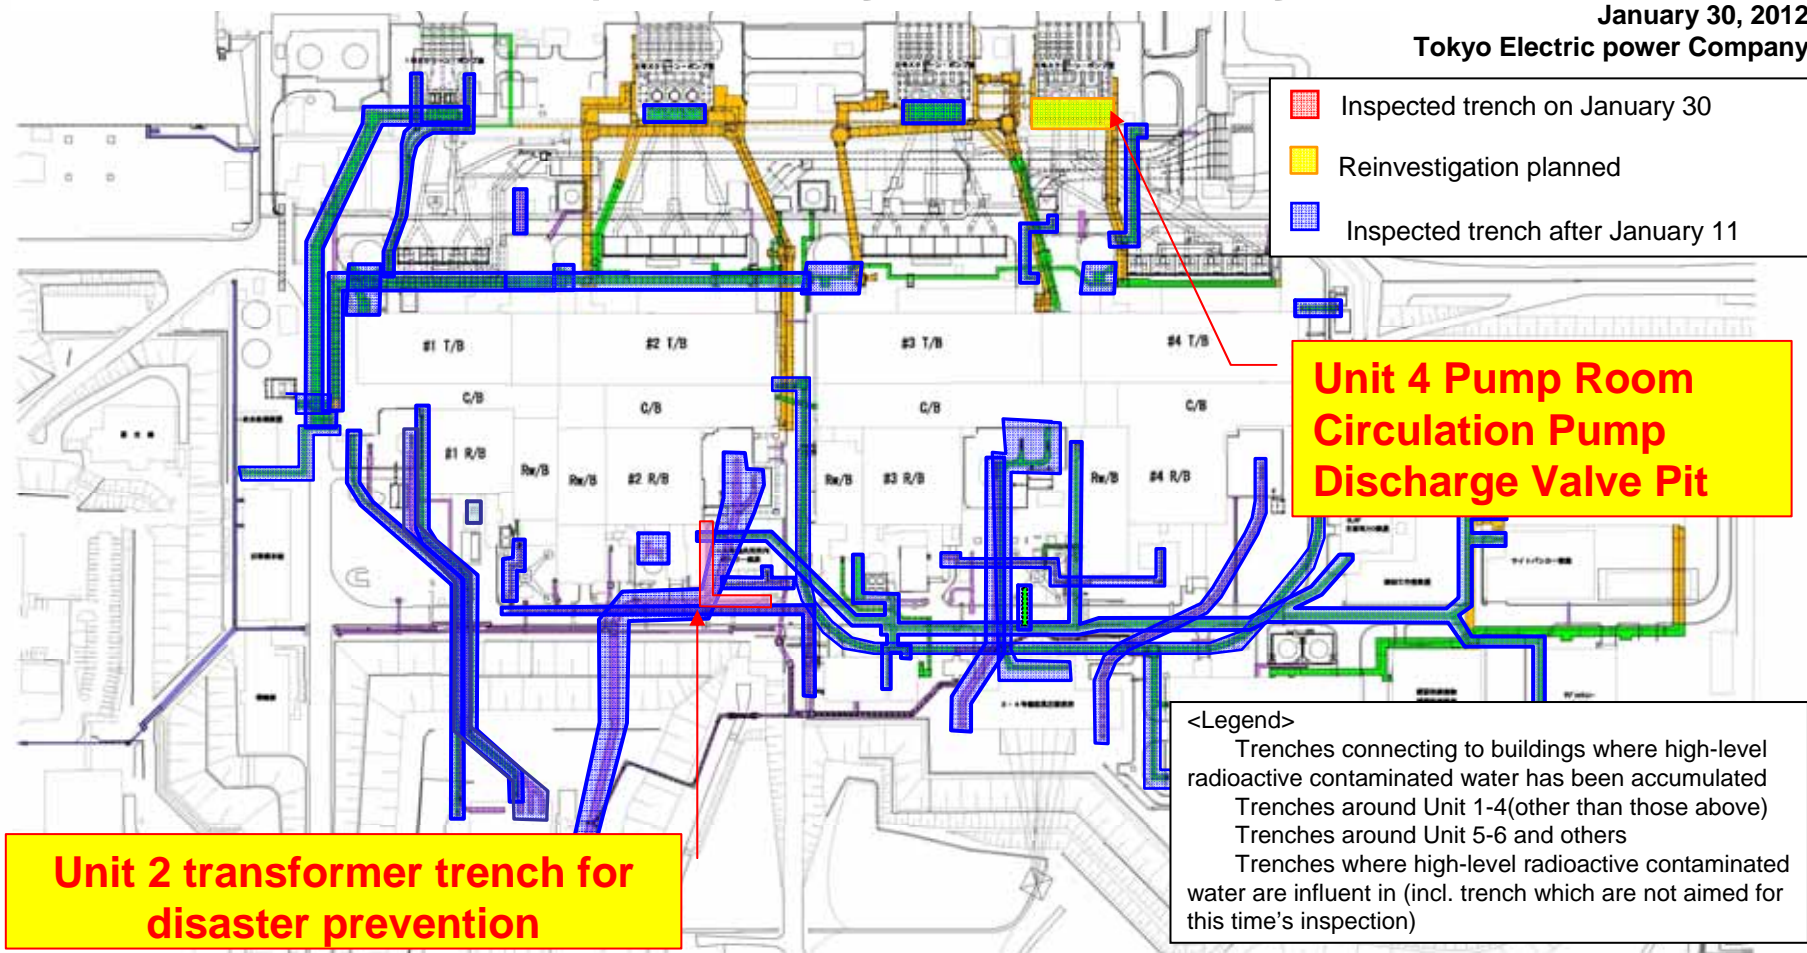 January 30, 2012
Tokyo Electric power Company
Inspected trench on January 30
Reinvestigation planned
Inspected trench after January 11
#1 T/B
#2 T/B
#3 T/B
#4 T/B
Unit 4 Pump Room
Circulation Pump
Discharge Valve Pit
C/B
C/B
C/B
C/B
#1 R/B
Rw/B
Rw/B
#2 R/B
Rw/B
#3 R/B
Rw/B
#4 R/B
<Legend>
Trenches connecting to buildings where high-level
radioactive contaminated water has been accumulated
Trenches around Unit 1-4(other than those above)
Trenches around Unit 5-6 and others
Trenches where high-level radioactive contaminated
water are influent in (incl. trench which are not aimed for
this time's inspection)
Unit 2 transformer trench for
disaster prevention